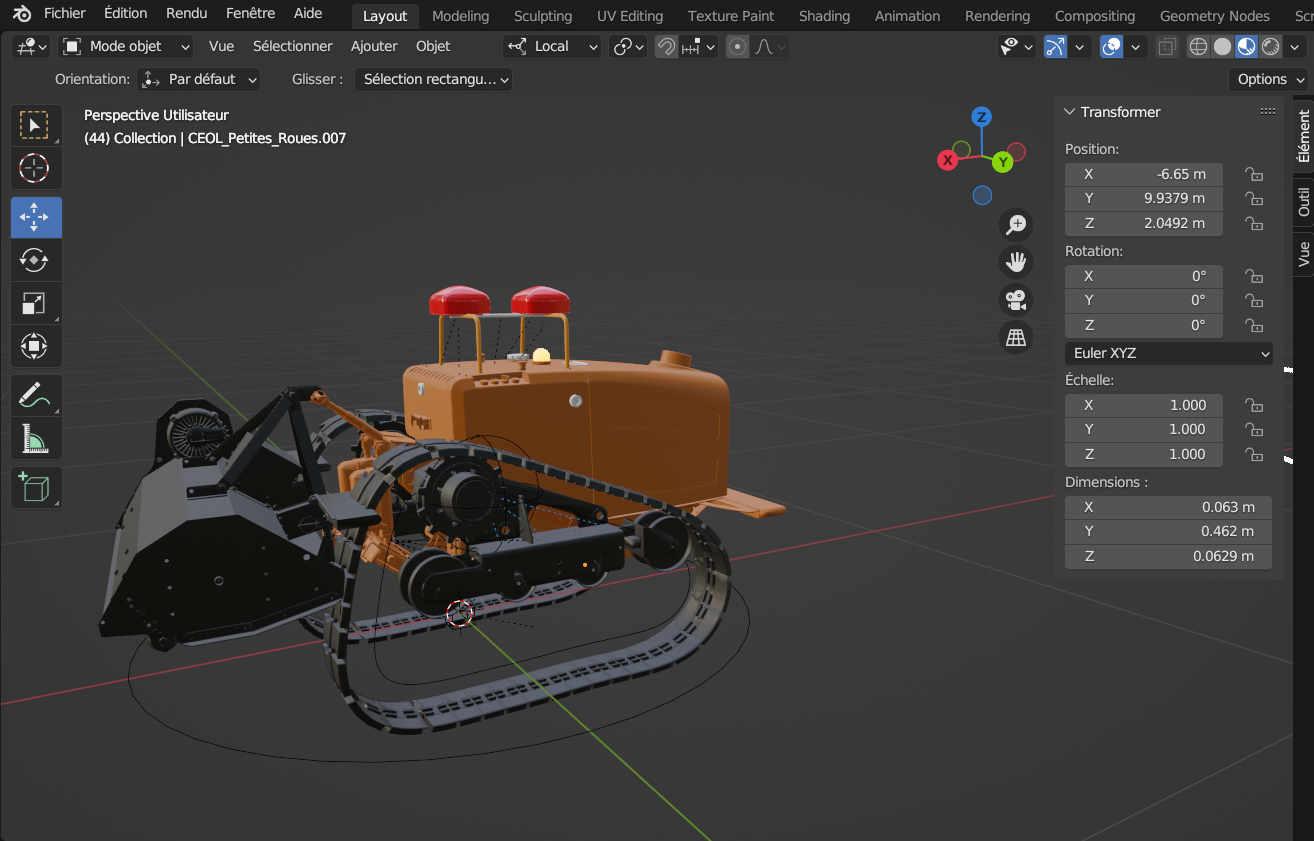 Fichier Édition Rendu Fenêtre Aide Layout Modeling Sculpting UV Editing Texture Paint Shading Animation Rendering Compositing Geometry Nodes Scr
Mode objet Vue Sélectionner Ajouter Objet Local
Orientation: Par défaut Glisser : Sélection rectangu... Options
Perspective Utilisateur
(44) Collection | CEOL_Petites_Roues.007
Z
X
Y
Transformer
Position:
X -6.65 m
Y 9.9379 m
Z 2.0492 m
Rotation:
X 0°
Y 0°
Z 0°
Euler XYZ
Échelle:
X 1.000
Y 1.000
Z 1.000
Dimensions :
X 0.063 m
Y 0.462 m
Z 0.0629 m
Élément
Outil
Vue